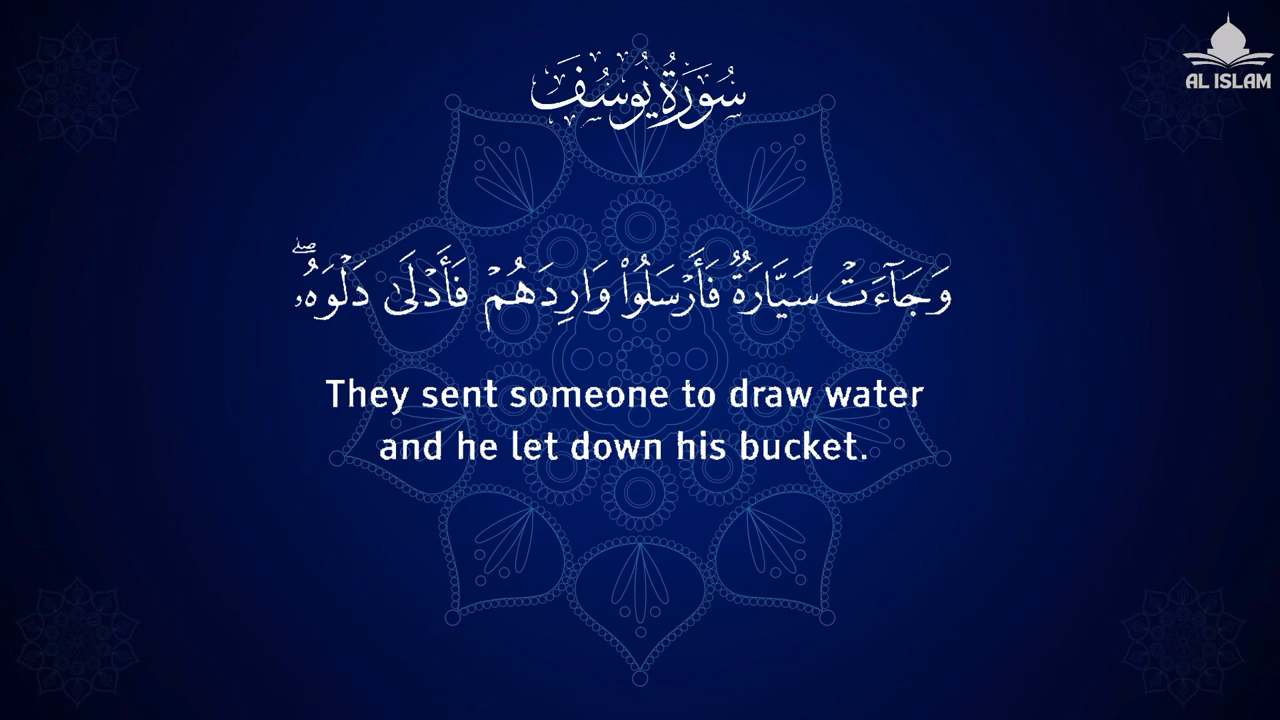 AL ISLAM
سُورَةُ يُوسُفَ
وَجَآءَتْ سَيَّارَةٌ فَأَرْسَلُوا۟ وَارِدَهُمْ فَأَدْلَىٰ دَلْوَهُۥ ۖ
They sent someone to draw water
and he let down his bucket.